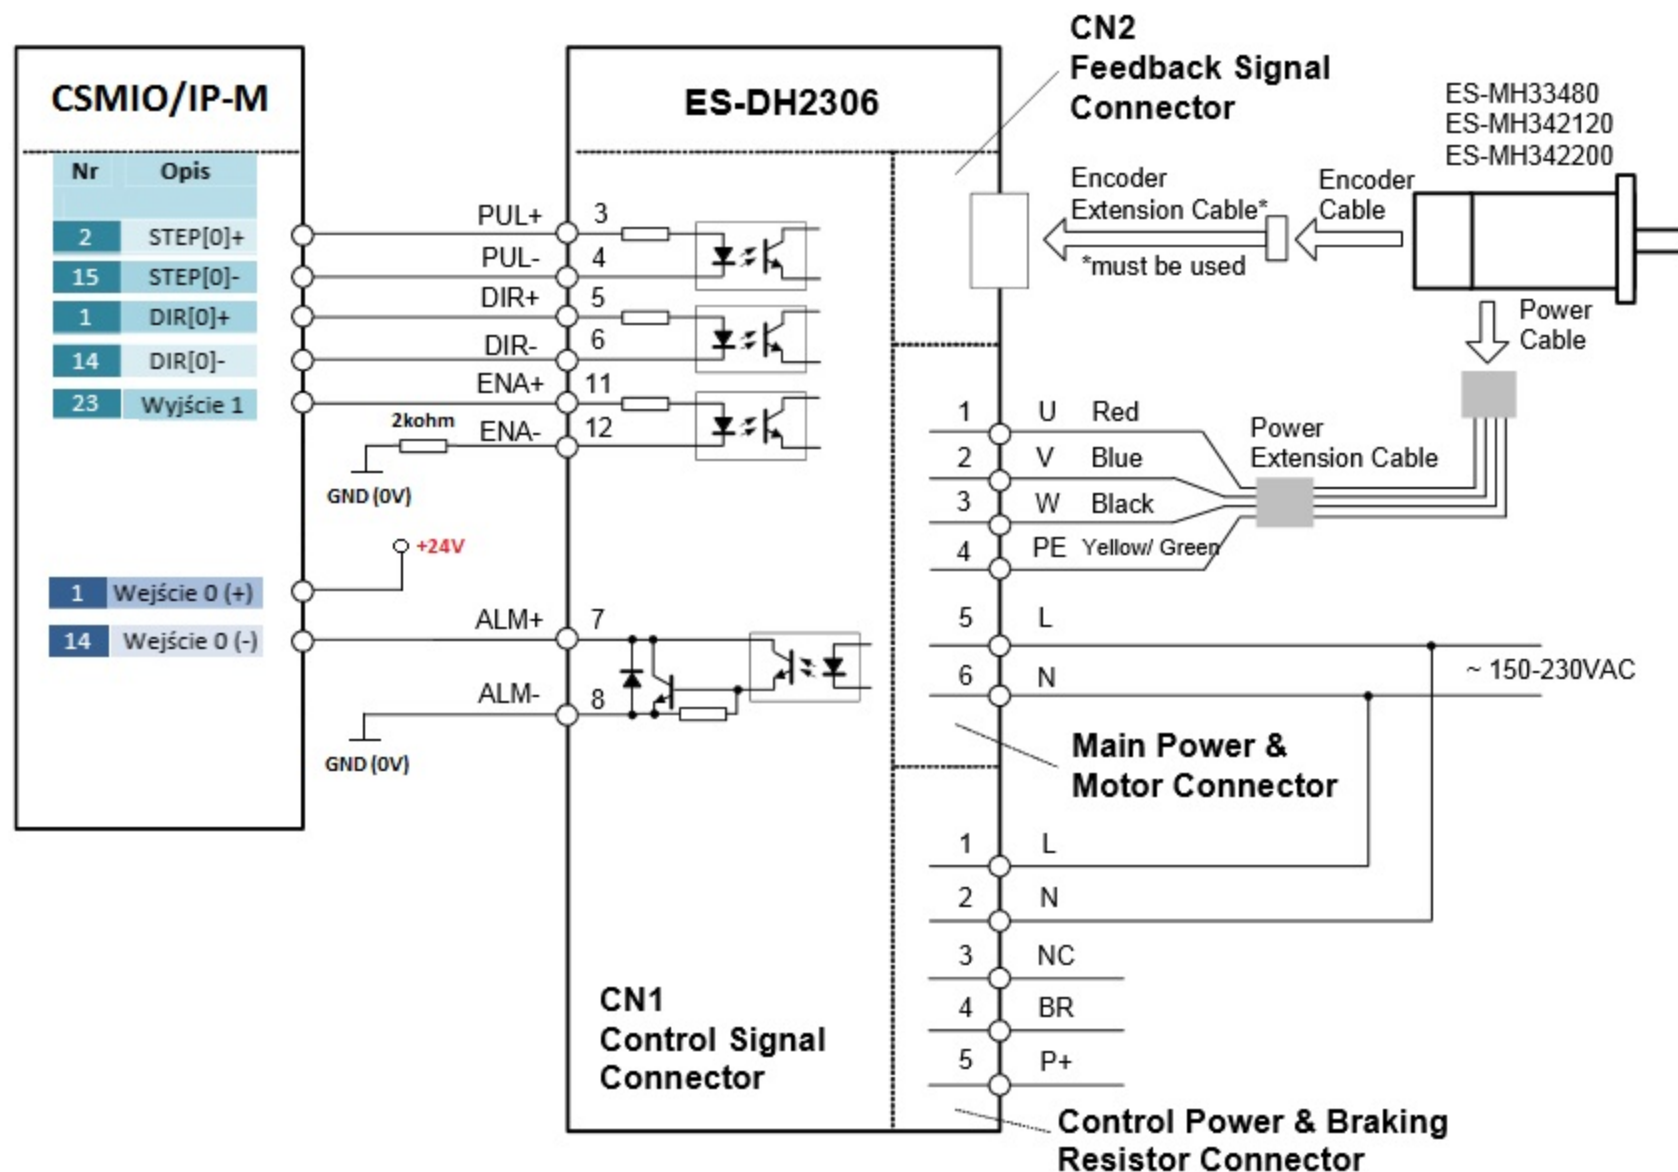 CSMIO/IP-M
Nr Opis
2 STEP[0]+
15 STEP[0]-
1 DIR[0]+
14 DIR[0]-
23 Wyjście 1
1 Wejście 0 (+)
14 Wejście 0 (-)
2kohm
GND (0V)
+24V
GND (0V)
ES-DH2306
PUL+ 3
PUL- 4
DIR+ 5
DIR- 6
ENA+ 11
ENA- 12
ALM+ 7
ALM- 8
CN1
Control Signal
Connector
CN2
Feedback Signal
Connector
Encoder
Extension Cable*
*must be used
Encoder
Cable
ES-MH33480
ES-MH342120
ES-MH342200
Power
Cable
1 U Red
2 V Blue
3 W Black
4 PE Yellow/ Green
Power
Extension Cable
5 L
6 N
~ 150-230VAC
Main Power &
Motor Connector
1 L
2 N
3 NC
4 BR
5 P+
Control Power & Braking
Resistor Connector